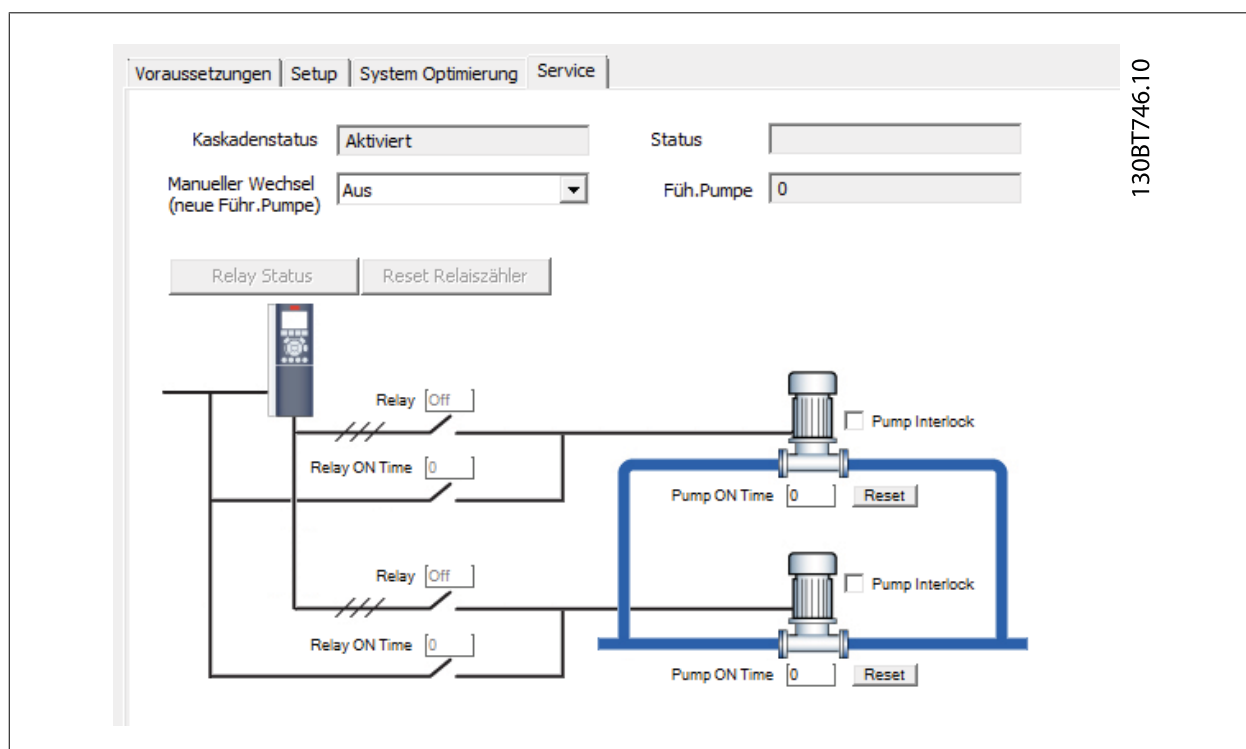 Voraussetzungen Setup System Optimierung Service
Kaskadenstatus Aktiviert Status
Manueller Wechsel
(neue Führ.Pumpe) Aus Füh.Pumpe 0
Relay Status Reset Relaiszähler
Relay Off
Pump Interlock
Relay ON Time 0
Pump ON Time 0 Reset
Relay Off
Pump Interlock
Relay ON Time 0
Pump ON Time 0 Reset
130BT746.10